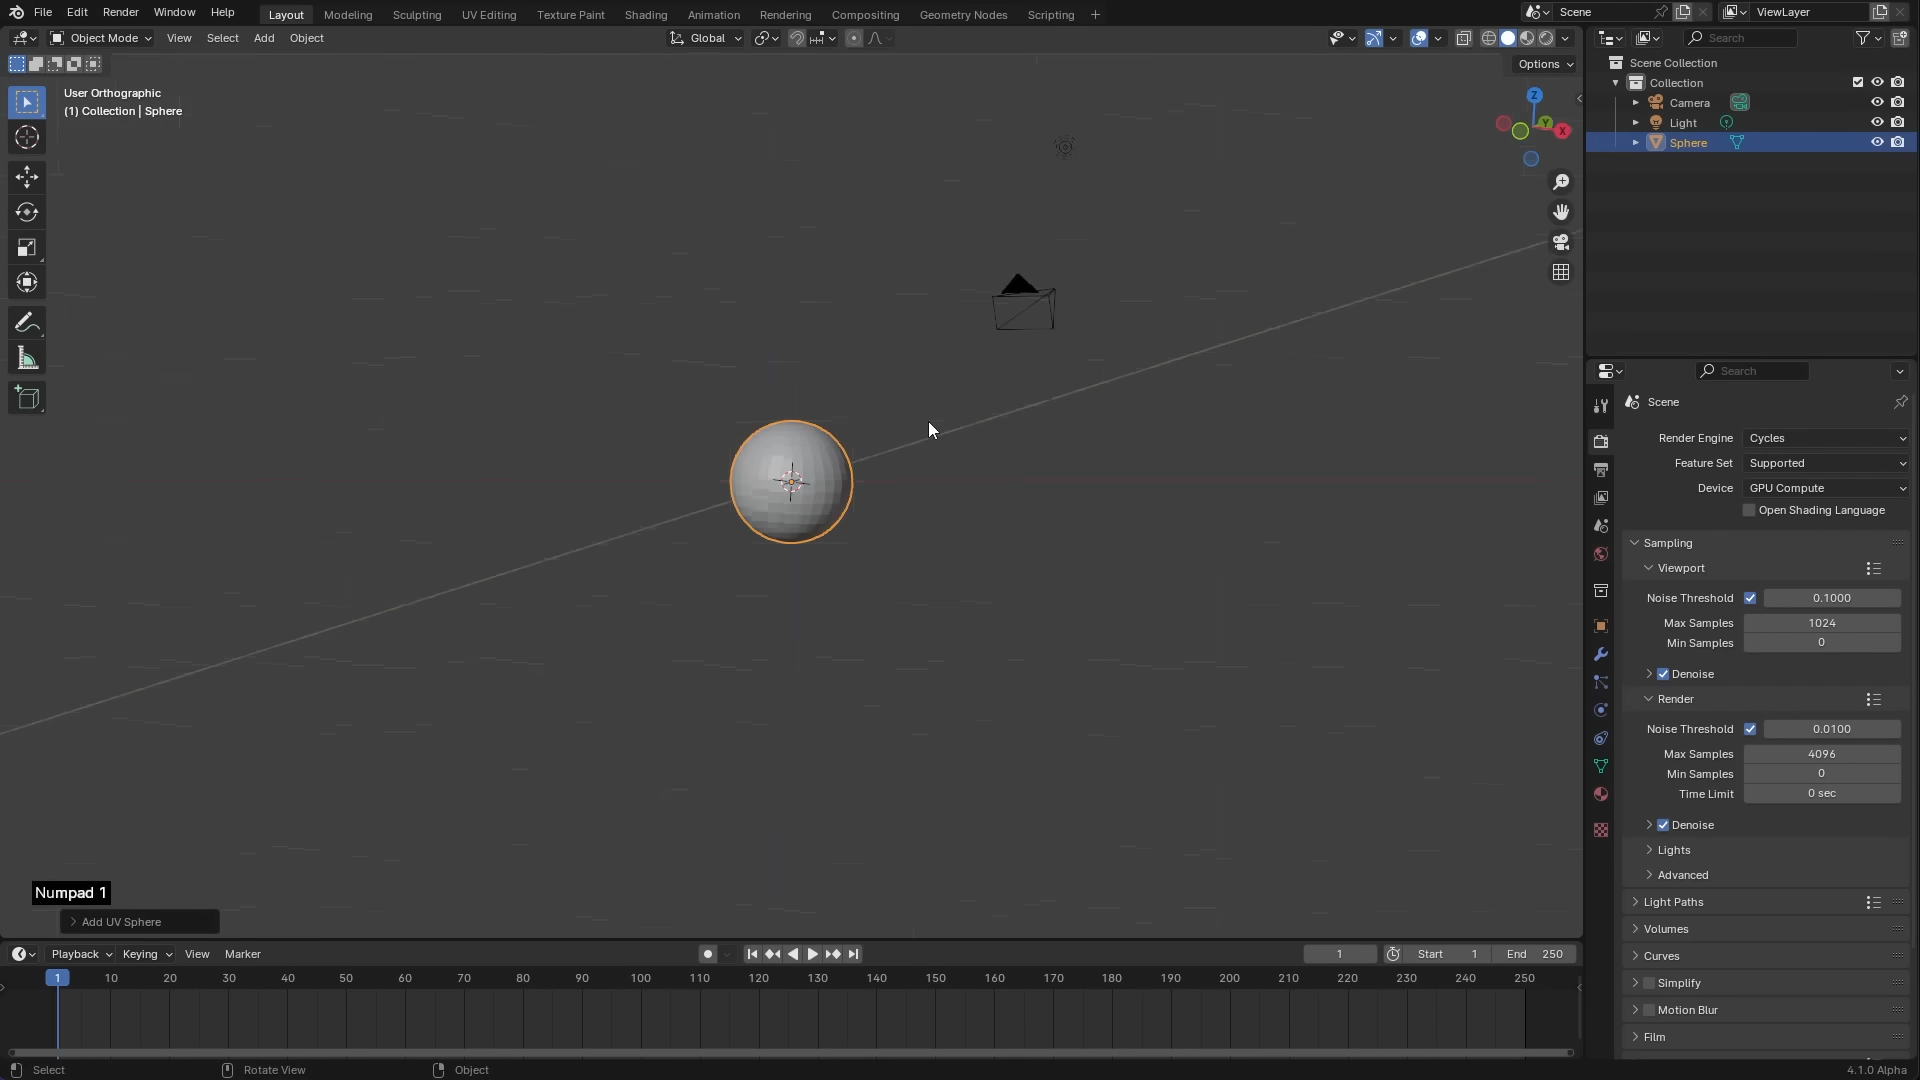 File Edit Render Window Help
Layout Modeling Sculpting UV Editing Texture Paint Shading Animation Rendering Compositing Geometry Nodes Scripting +
Scene
ViewLayer
Object Mode View Select Add Object
Global
Search
Options
User Orthographic
(1) Collection | Sphere
Z
Y
X
Scene Collection
Collection
Camera
Light
Sphere
Search
Scene
Render Engine Cycles
Feature Set Supported
Device GPU Compute
Open Shading Language
Sampling
Viewport
Noise Threshold 0.1000
Max Samples 1024
Min Samples 0
Denoise
Render
Noise Threshold 0.0100
Max Samples 4096
Min Samples 0
Time Limit 0 sec
Denoise
Lights
Advanced
Light Paths
Volumes
Curves
Simplify
Motion Blur
Film
Numpad 1
Add UV Sphere
Playback Keying View Marker
1 Start 1 End 250
1 10 20 30 40 50 60 70 80 90 100 110 120 130 140 150 160 170 180 190 200 210 220 230 240 250
Select Rotate View Object
4.1.0 Alpha